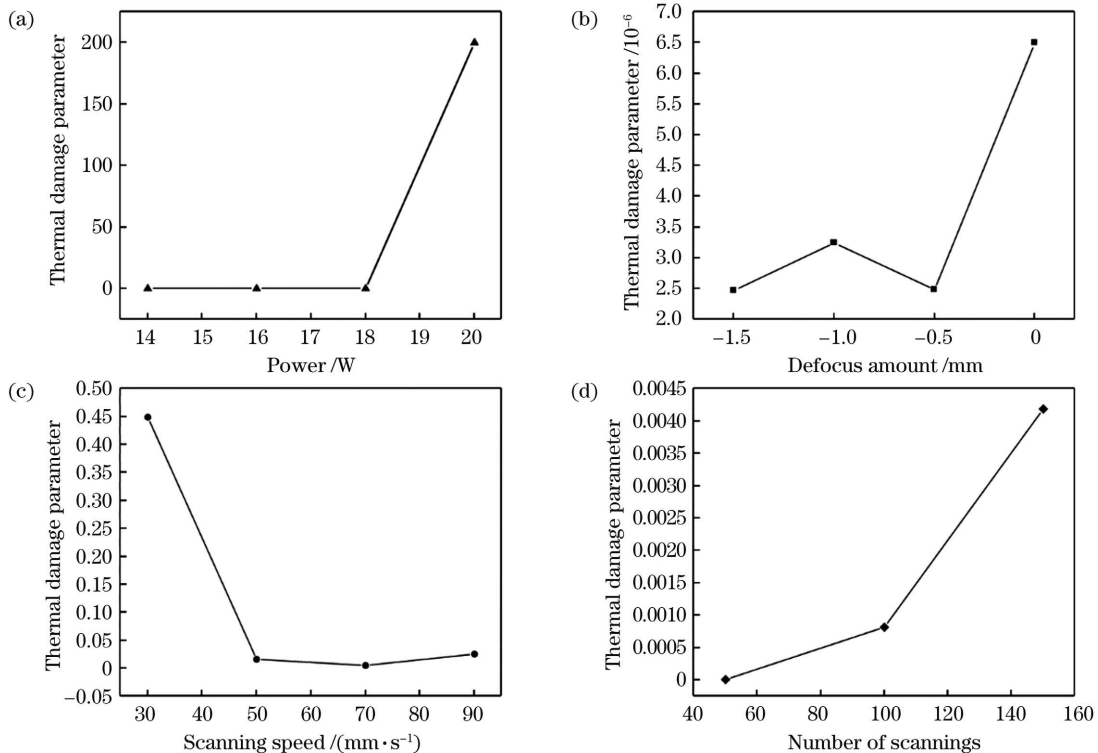 (a)
Thermal damage parameter
200
150
100
50
0
14 15 16 17 18 19 20
Power /W
(b)
Thermal damage parameter /10⁻⁶
7.0
6.5
6.0
5.5
5.0
4.5
4.0
3.5
3.0
2.5
2.0
−1.5 −1.0 −0.5 0
Defocus amount /mm
(c)
Thermal damage parameter
0.50
0.45
0.40
0.35
0.30
0.25
0.20
0.15
0.10
0.05
0
−0.05
30 40 50 60 70 80 90
Scanning speed /(mm·s⁻¹)
(d)
Thermal damage parameter
0.0045
0.0040
0.0035
0.0030
0.0025
0.0020
0.0015
0.0010
0.0005
0
40 60 80 100 120 140 160
Number of scannings